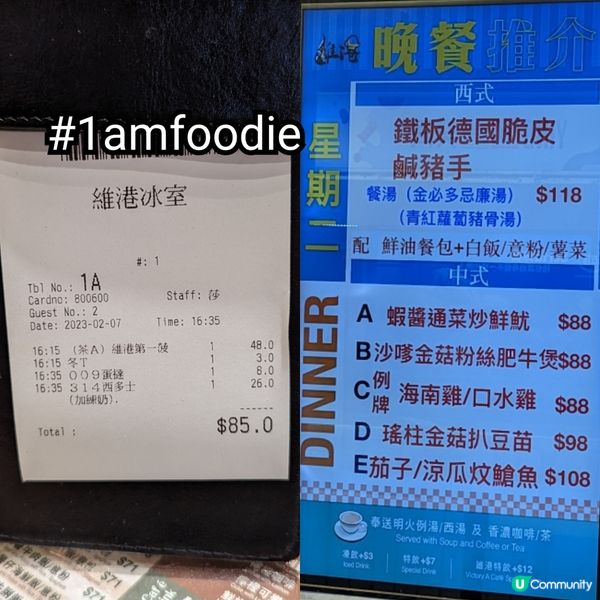 #1amfoodie
維港冰室
#: 1
Tbl No.: 1A
Cardno: 800600 Staff: 莎
Guest No.: 2
Date: 2023-02-07 Time: 16:35
16:15 (茶A) 維港第一菠 1 48.0
16:15 冬T 1 3.0
16:35 009蛋撻 1 8.0
16:35 314西多士 1 26.0
(加練奶).
Total : $85.0
晚餐推介
西式
星期二
鐵板德國脆皮
鹹豬手
餐湯 (金必多忌廉湯) $118
(青紅蘿蔔豬骨湯)
配 鮮油餐包+白飯/意粉/薯菜
中式
DINNER
A 蝦醬通菜炒鮮魷 $88
B 沙嗲金菇粉絲肥牛煲 $88
C 例牌 海南雞/口水雞 $88
D 瑤柱金菇扒豆苗 $98
E 茄子/涼瓜炆鯧魚 $108
奉送明火例湯/西湯 及 香濃咖啡/茶
Served with Soup and Coffee or Tea
凍飲+$3 特飲+$7 維港特飲+$12
Iced Drink Special Drink Victory A Café
U Community